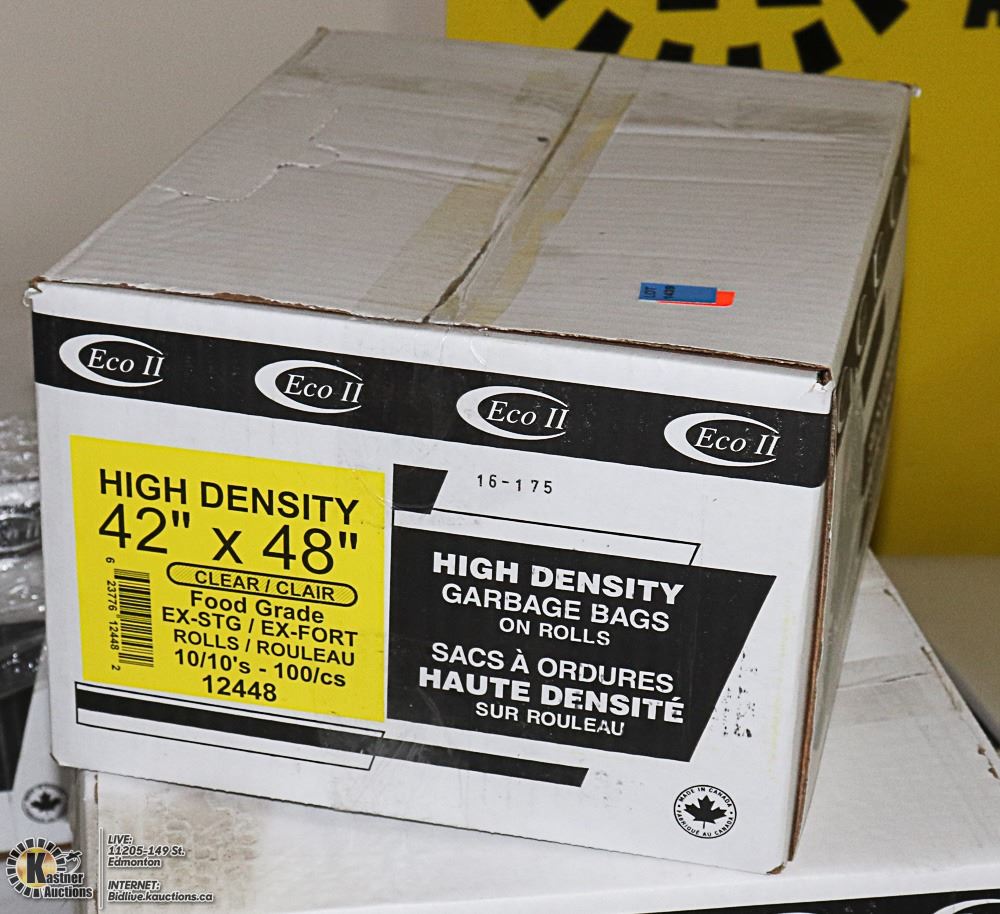 LOT
Eco II
Eco II
Eco II
Eco II
16-175
HIGH DENSITY
42" x 48"
CLEAR / CLAIR
Food Grade
EX-STG / EX-FORT
ROLLS / ROULEAU
10/10's - 100/cs
12448
6 23776 12448 2
HIGH DENSITY
GARBAGE BAGS
ON ROLLS
SACS À ORDURES
HAUTE DENSITÉ
SUR ROULEAU
MADE IN CANADA
FABRIQUÉ AU CANADA
Kastner
Auctions
LIVE:
11205-149 St.
Edmonton
INTERNET:
Bidlive.kauctions.ca